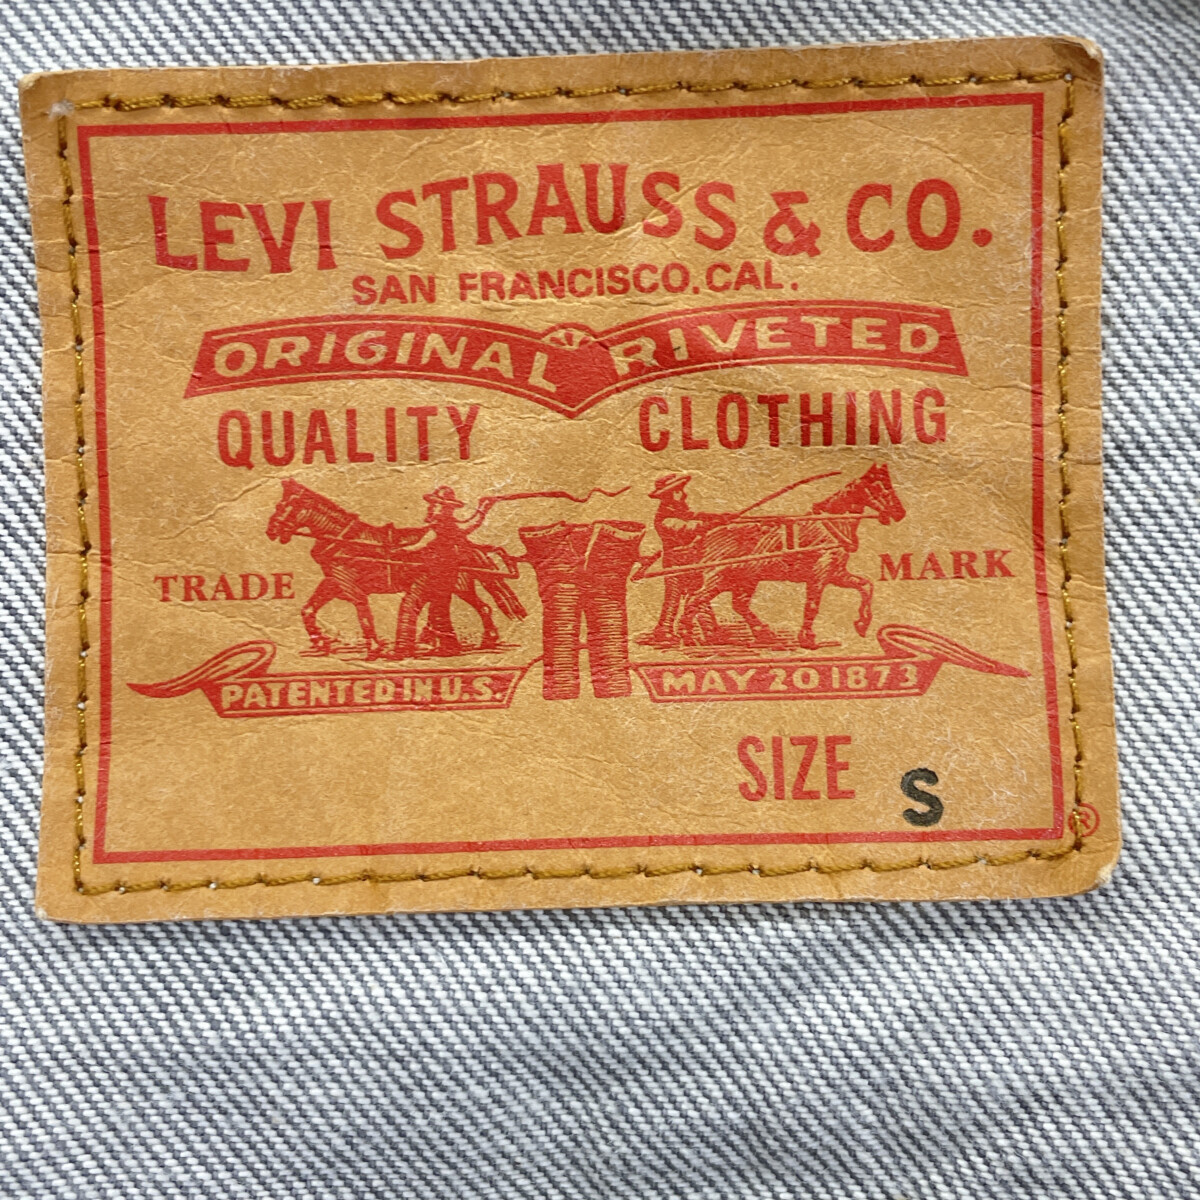 LEVI STRAUSS & CO.
SAN FRANCISCO, CAL.
ORIGINAL RIVETED
QUALITY CLOTHING
TRADE MARK
PATENTED IN U.S. MAY 20 1873
SIZE S
®